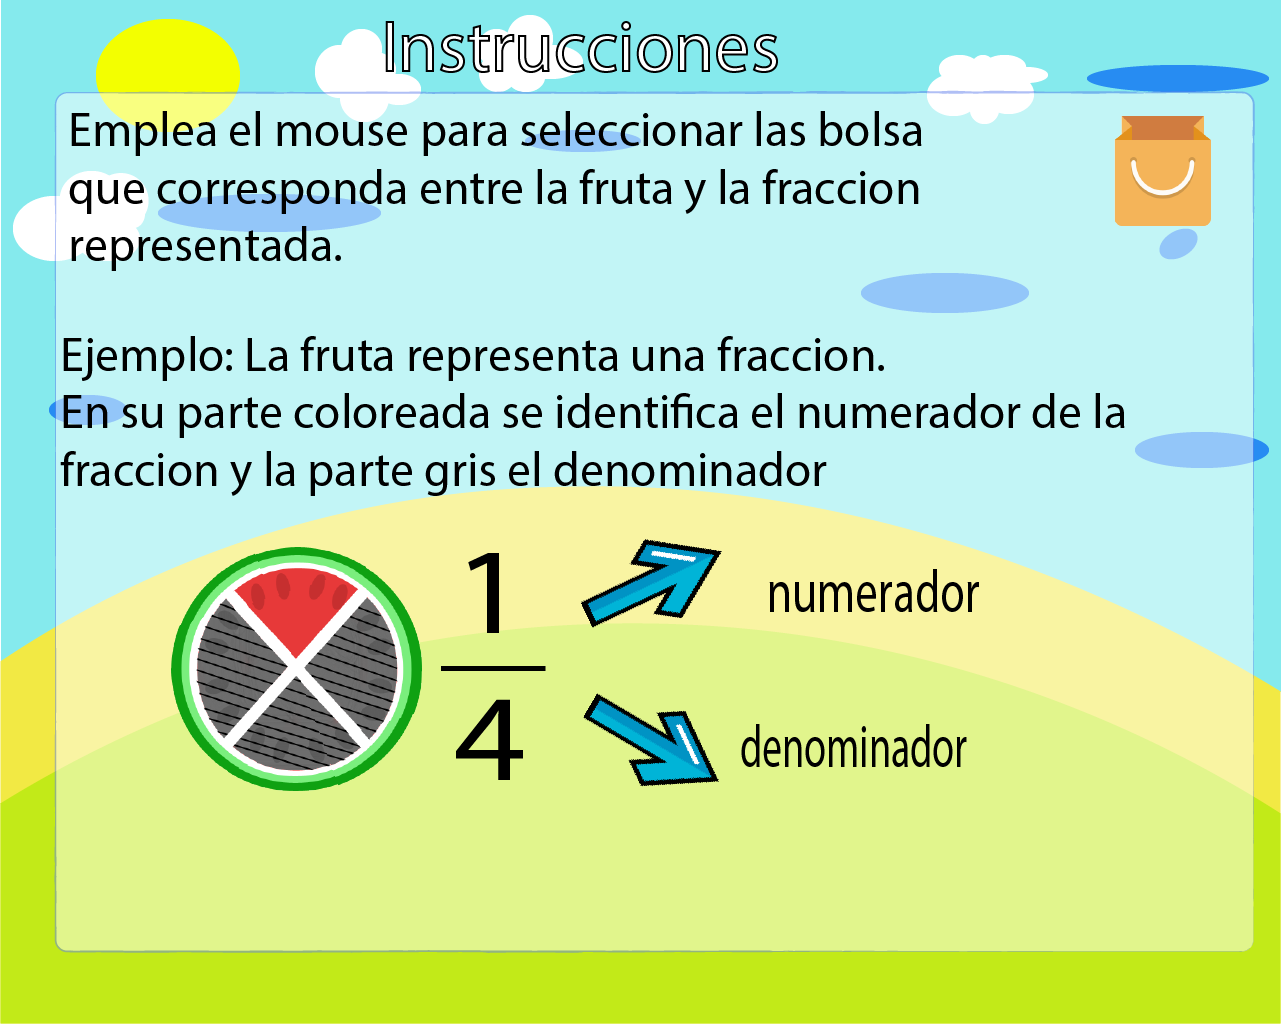 Instrucciones
Emplea el mouse para seleccionar las bolsa
que corresponda entre la fruta y la fraccion
representada.
Ejemplo: La fruta representa una fraccion.
En su parte coloreada se identifica el numerador de la
fraccion y la parte gris el denominador
1
4
numerador
denominador